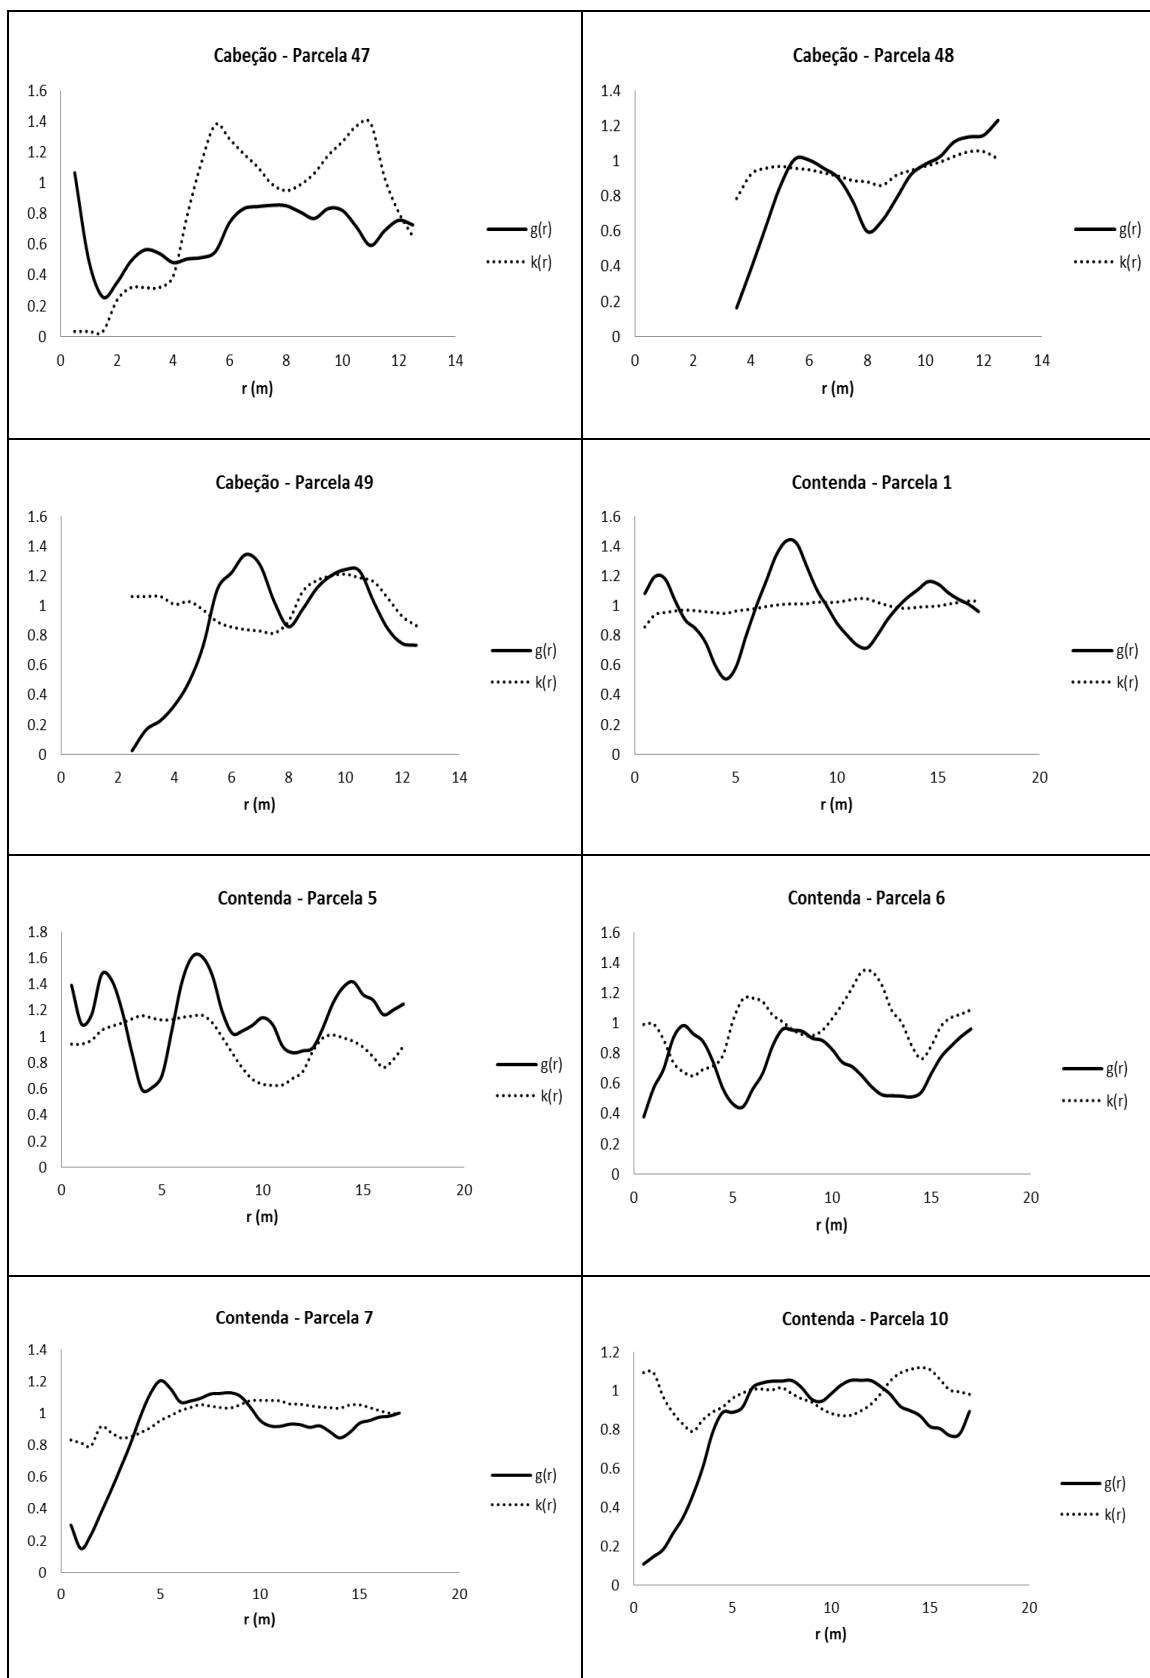 Cabeção - Parcela 47
1.6
1.4
1.2
1
0.8
0.6
0.4
0.2
0
0 2 4 6 8 10 12 14
r (m)
g(r)
k(r)
Cabeção - Parcela 48
1.4
1.2
1
0.8
0.6
0.4
0.2
0
0 2 4 6 8 10 12 14
r (m)
g(r)
k(r)
Cabeção - Parcela 49
1.6
1.4
1.2
1
0.8
0.6
0.4
0.2
0
0 2 4 6 8 10 12 14
r (m)
g(r)
k(r)
Contenda - Parcela 1
1.6
1.4
1.2
1
0.8
0.6
0.4
0.2
0
0 5 10 15 20
r (m)
g(r)
k(r)
Contenda - Parcela 5
1.8
1.6
1.4
1.2
1
0.8
0.6
0.4
0.2
0
0 5 10 15 20
r (m)
g(r)
k(r)
Contenda - Parcela 6
1.6
1.4
1.2
1
0.8
0.6
0.4
0.2
0
0 5 10 15 20
r (m)
g(r)
k(r)
Contenda - Parcela 7
1.4
1.2
1
0.8
0.6
0.4
0.2
0
0 5 10 15 20
r (m)
g(r)
k(r)
Contenda - Parcela 10
1.2
1
0.8
0.6
0.4
0.2
0
0 5 10 15 20
r (m)
g(r)
k(r)